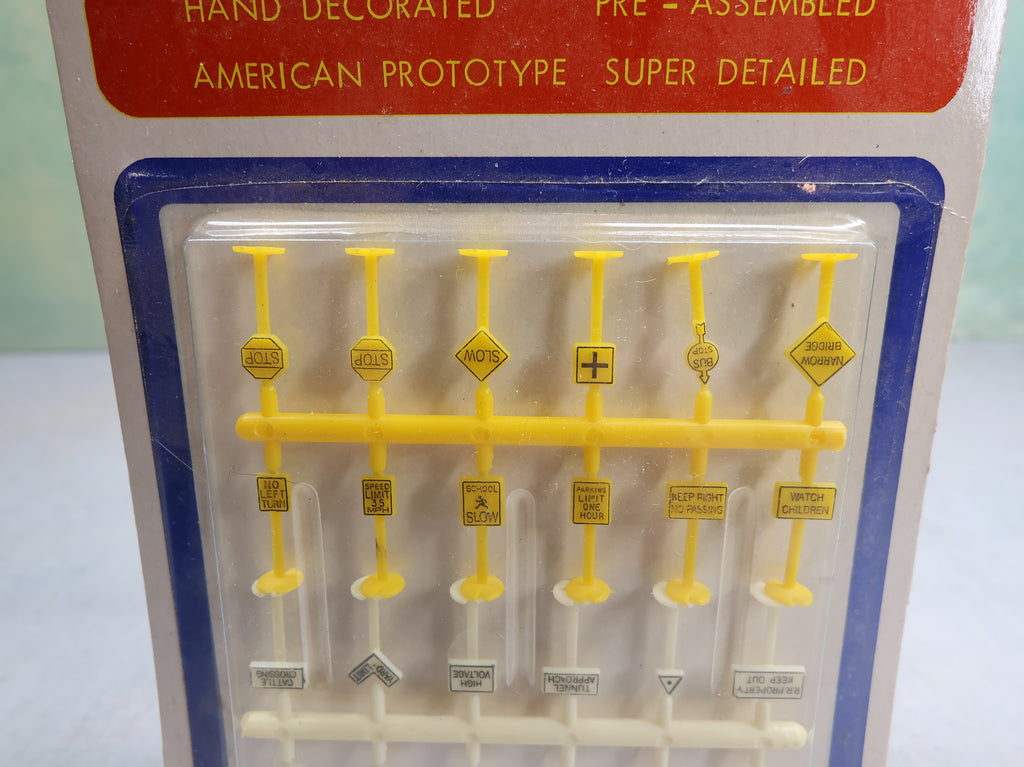 HAND DECORATED PRE - ASSEMBLED
AMERICAN PROTOTYPE SUPER DETAILED
STOP
STOP
SLOW
BUS
STOP
NARROW
BRIDGE
NO
LEFT
TURN
SPEED
LIMIT
35
MPH
SCHOOL
SLOW
PARKING
LIMIT
ONE
HOUR
KEEP RIGHT
NO PASSING
WATCH
CHILDREN
CATTLE
CROSSING
YARD-LIMIT
HIGH
VOLTAGE
TUNNEL
APPROACH
R.R. PROPERTY
KEEP OUT